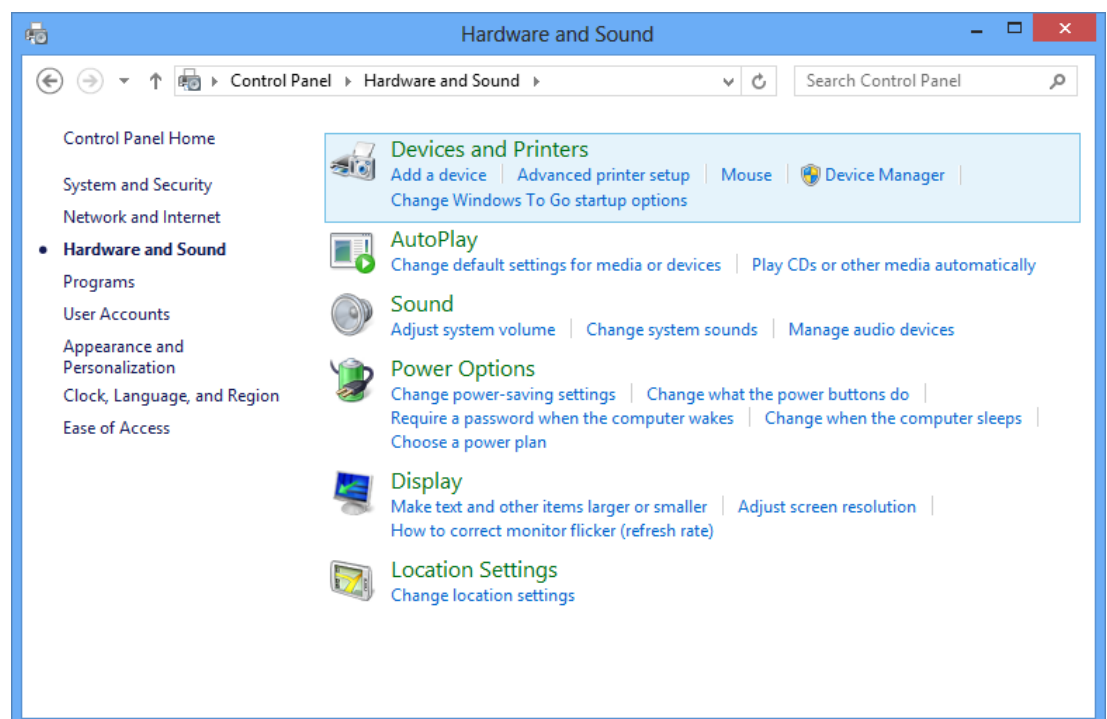 Hardware and Sound
Control Panel Hardware and Sound
Search Control Panel
Control Panel Home
System and Security
Network and Internet
Hardware and Sound
Programs
User Accounts
Appearance and
Personalization
Clock, Language, and Region
Ease of Access
Devices and Printers
Add a device Advanced printer setup Mouse Device Manager
Change Windows To Go startup options
AutoPlay
Change default settings for media or devices Play CDs or other media automatically
Sound
Adjust system volume Change system sounds Manage audio devices
Power Options
Change power-saving settings Change what the power buttons do
Require a password when the computer wakes Change when the computer sleeps
Choose a power plan
Display
Make text and other items larger or smaller Adjust screen resolution
How to correct monitor flicker (refresh rate)
Location Settings
Change location settings